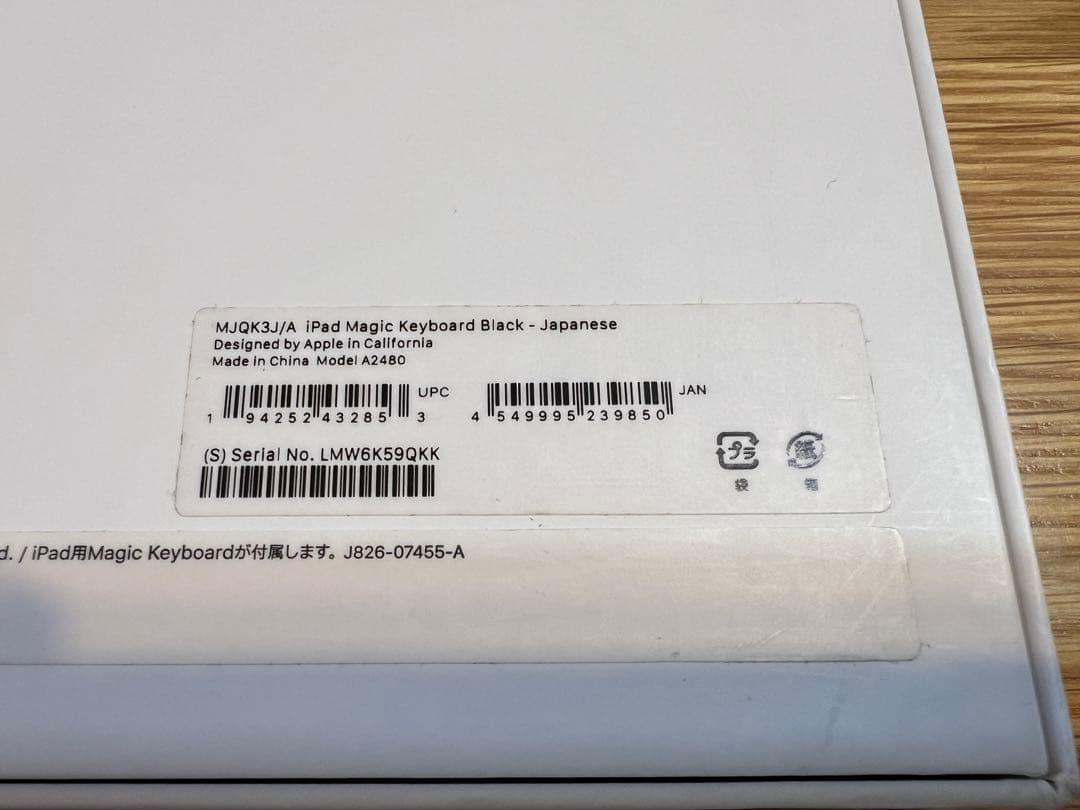 MJQK3J/A iPad Magic Keyboard Black - Japanese
Designed by Apple in California
Made in China Model A2480
1 94252 43285 3 UPC
4 549995 239850 JAN
(S) Serial No. LMW6K59QKK
プラ
袋
紙
箱
d. / iPad用Magic Keyboardが付属します。J826-07455-A